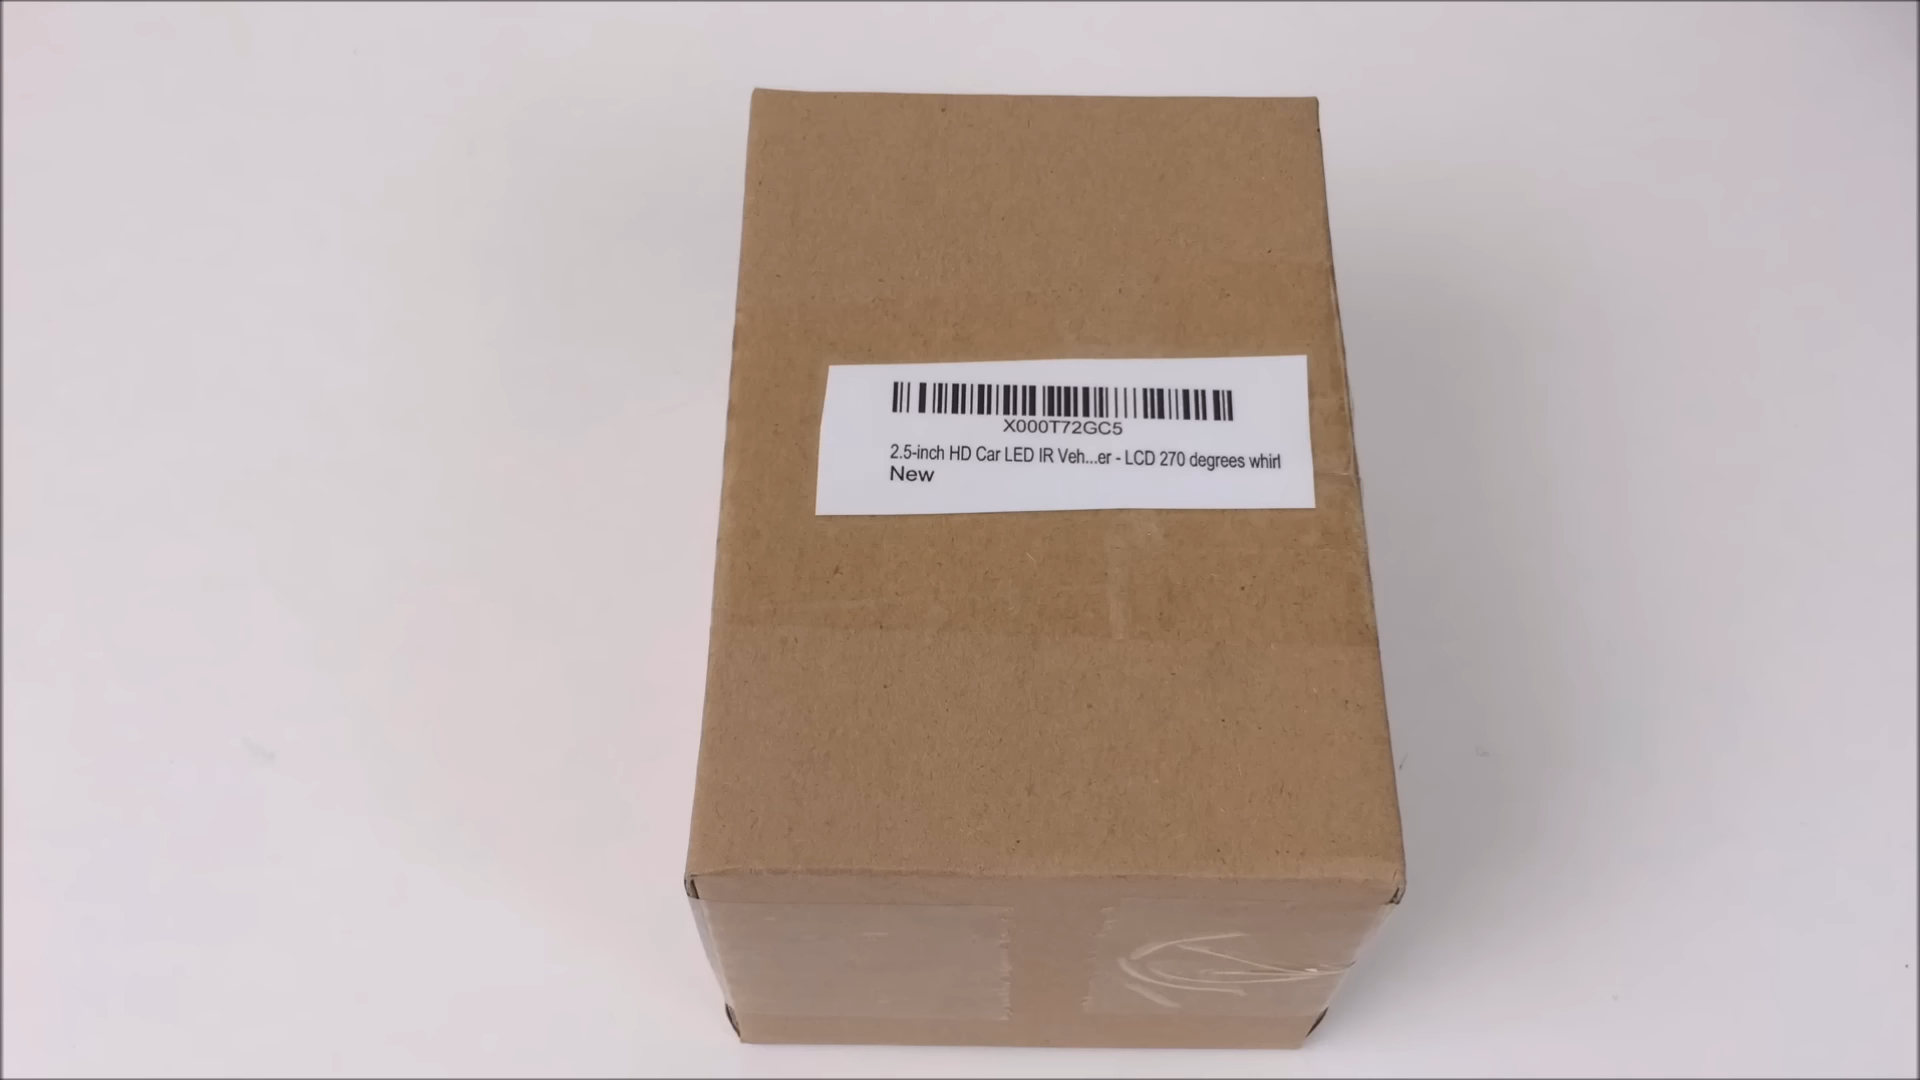 X000T72GC5
2.5-inch HD Car LED IR Veh...er - LCD 270 degrees whirl
New